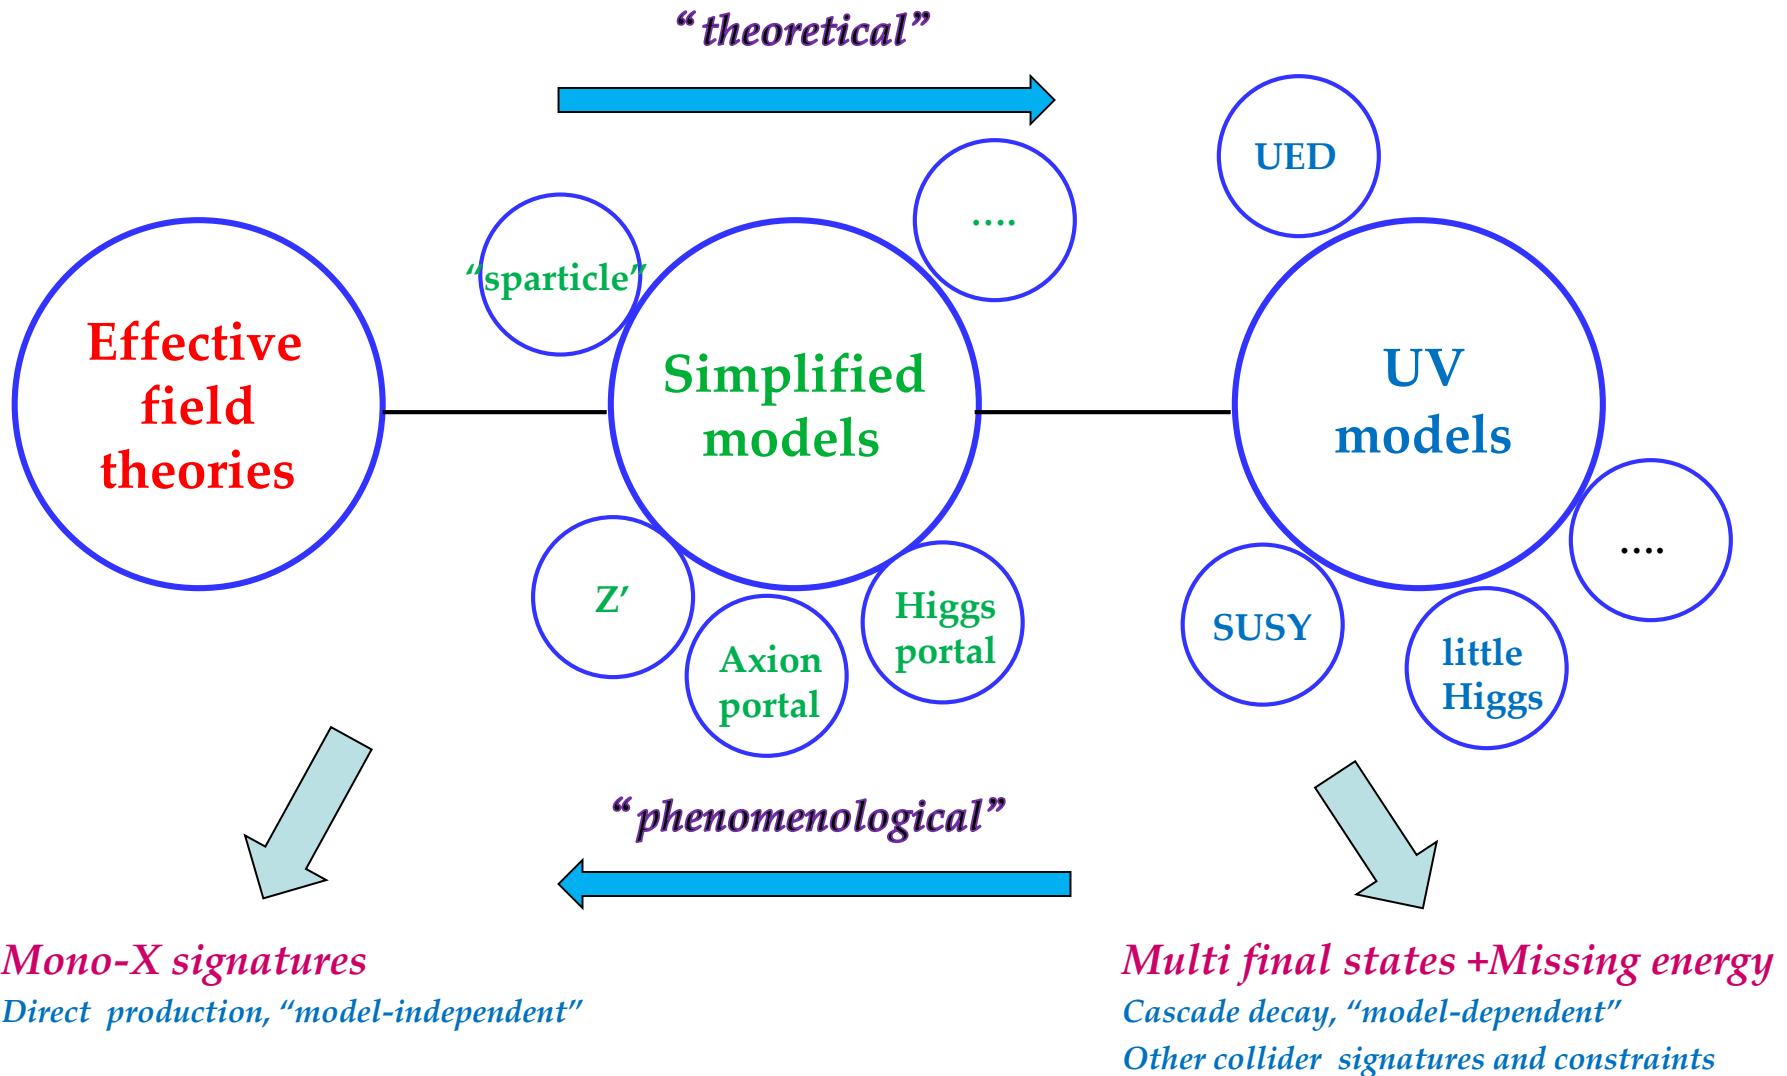 “ theoretical”
UED
….
“sparticle”
Effective
field
theories
Simplified
models
UV
models
….
Z’
Higgs
portal
Axion
portal
SUSY
little
Higgs
“ phenomenological”
Mono-X signatures
Direct production, “model-independent”
Multi final states +Missing energy
Cascade decay, “model-dependent”
Other collider signatures and constraints